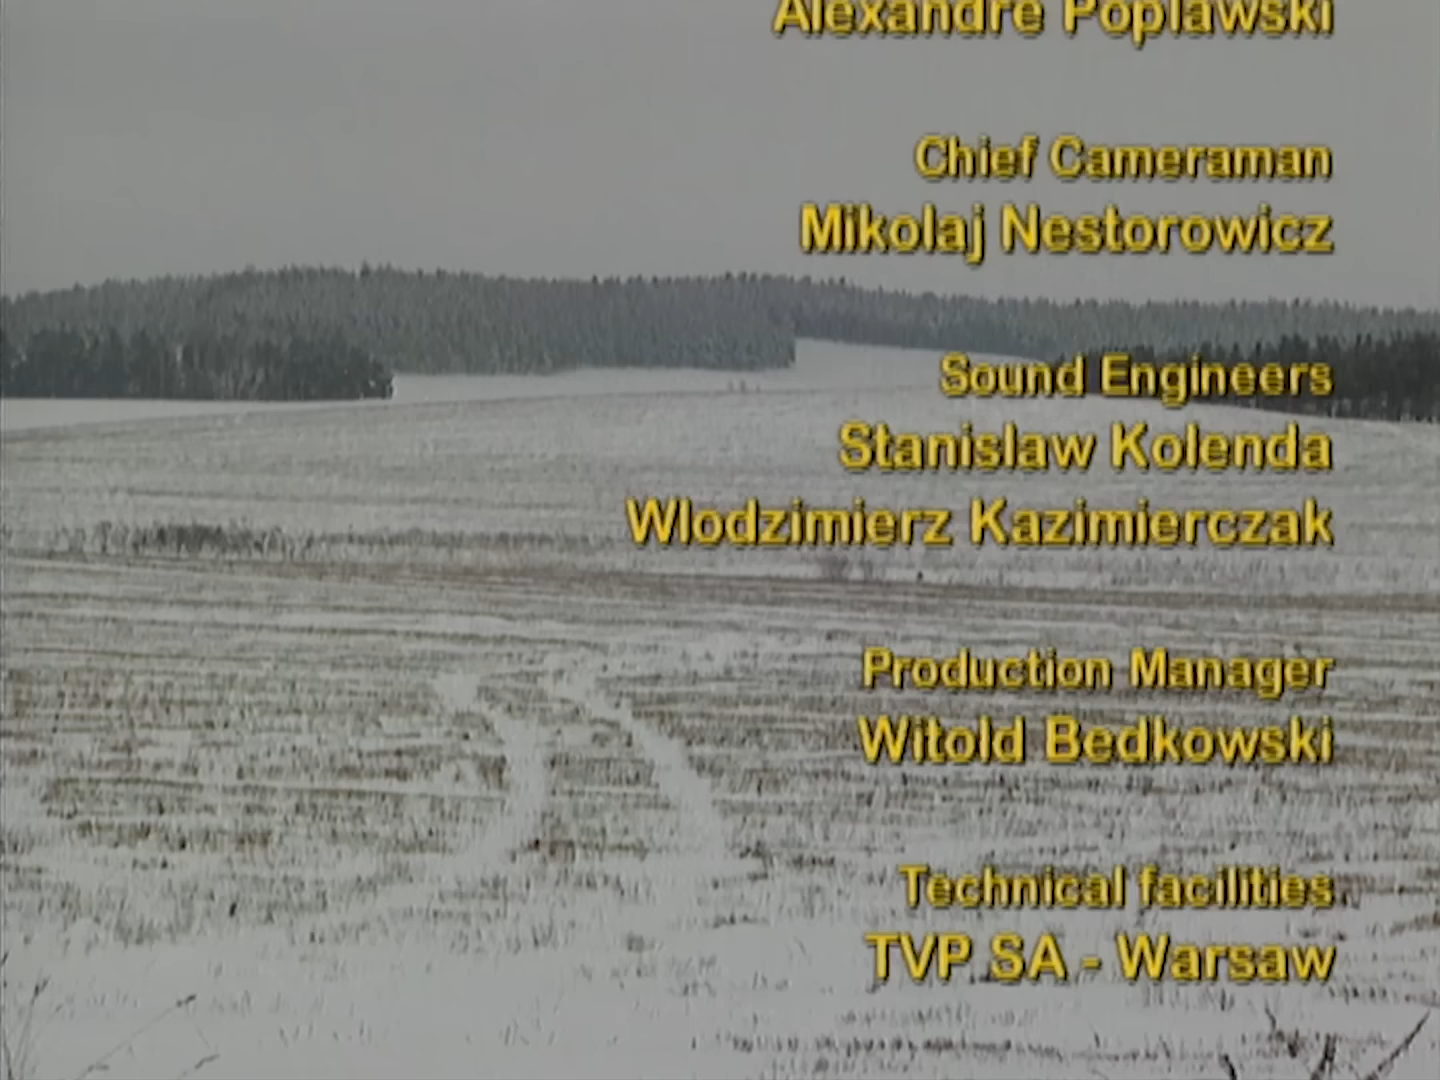 Alexandre Poplawski
Chief Cameraman
Mikolaj Nestorowicz
Sound Engineers
Stanislaw Kolenda
Wlodzimierz Kazimierczak
Production Manager
Witold Bedkowski
Technical facilities
TVP SA - Warsaw